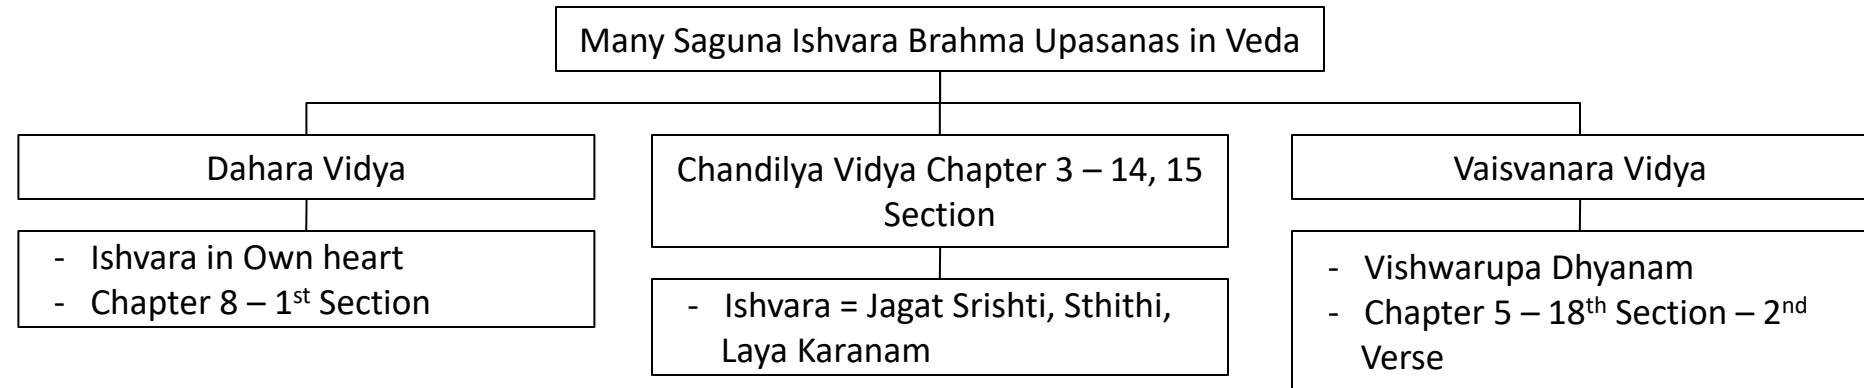 Many Saguna Ishvara Brahma Upasanas in Veda
Dahara Vidya
- Ishvara in Own heart
- Chapter 8 – 1st Section
Chandilya Vidya Chapter 3 – 14, 15
Section
- Ishvara = Jagat Srishti, Sthithi,
Laya Karanam
Vaisvanara Vidya
- Vishwarupa Dhyanam
- Chapter 5 – 18th Section – 2nd
Verse